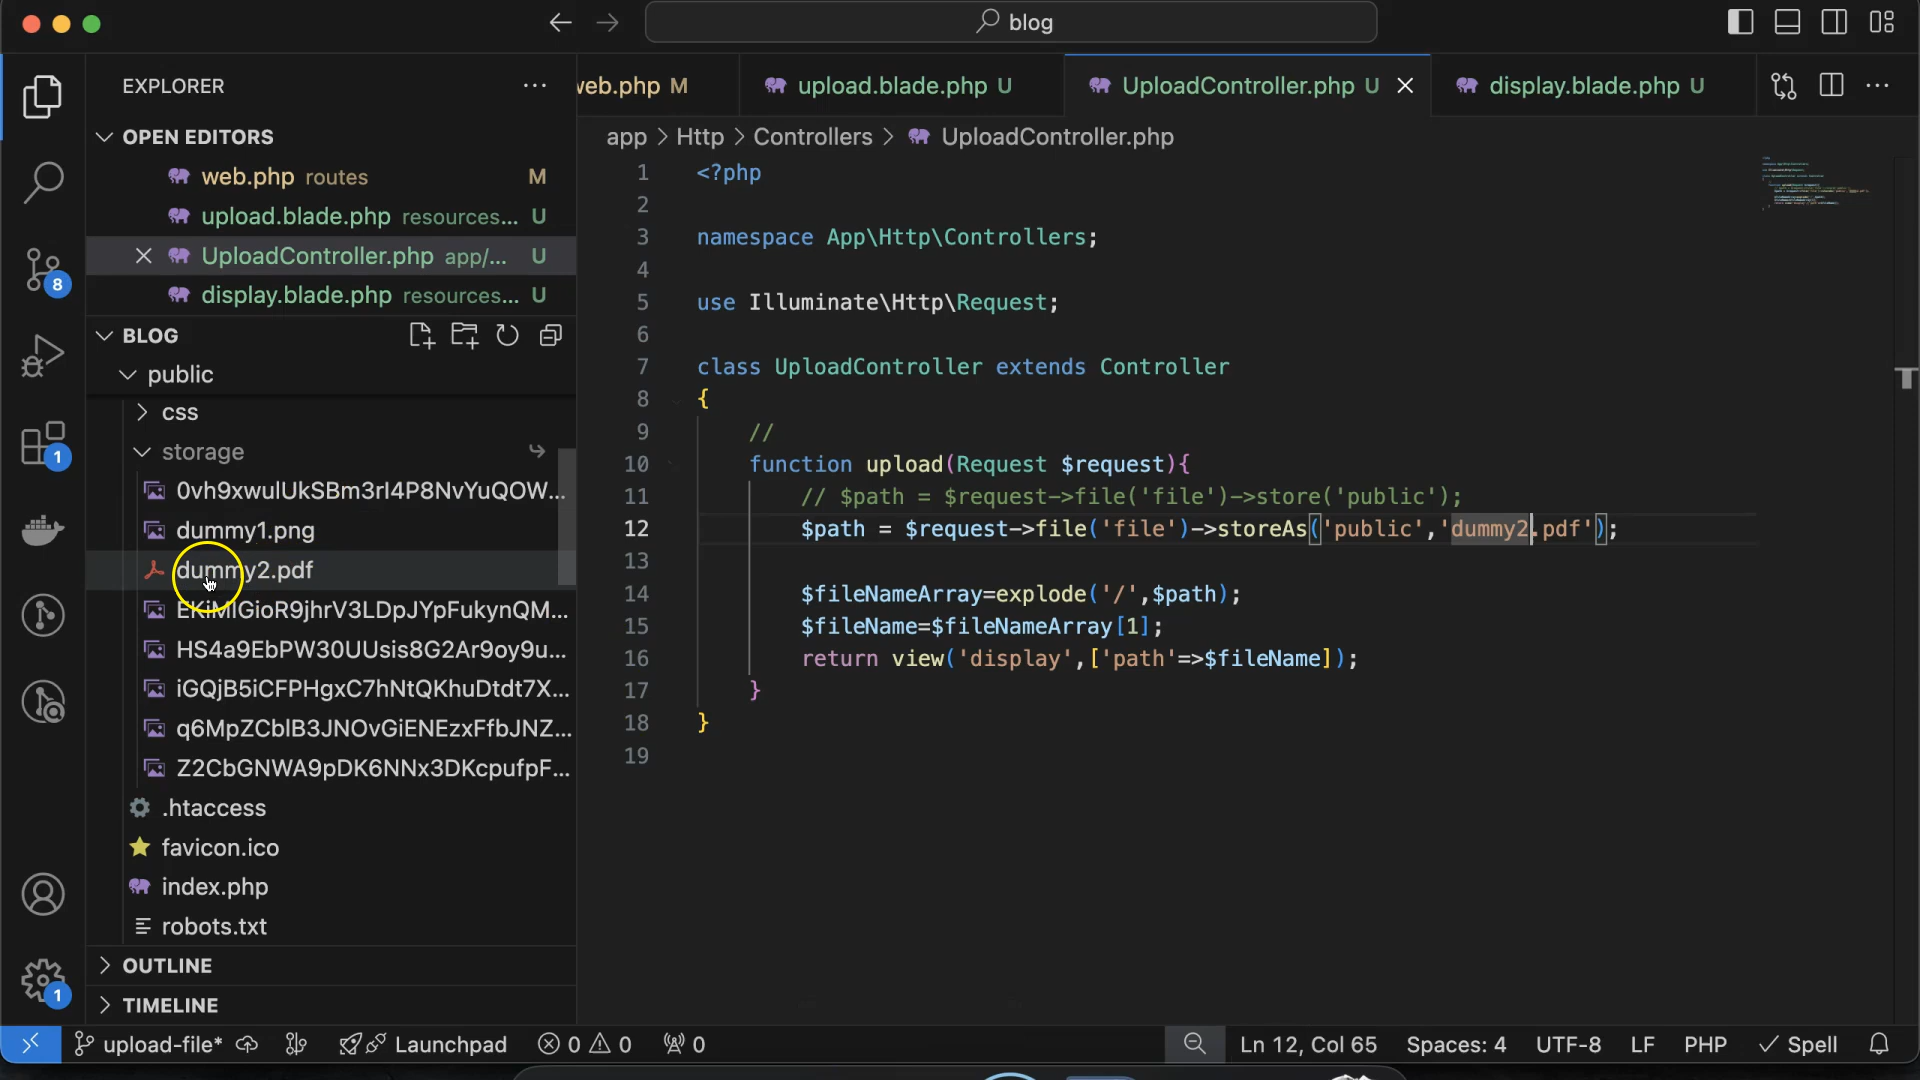 blog
EXPLORER
OPEN EDITORS
web.php routes M
upload.blade.php resources... U
UploadController.php app/... U
display.blade.php resources... U
BLOG
public
css
storage
0vh9xwuIUkSBm3rI4P8NvYuQOW...
dummy1.png
dummy2.pdf
EKiMlGioR9jhrV3LDpJYpFukynQM...
HS4a9EbPW30UUsis8G2Ar9oy9u...
iGQjB5iCFPHgxC7hNtQKhuDtdt7X...
q6MpZCblB3JNOvGiENEzxFfbJNZ...
Z2CbGNWA9pDK6NNx3DKcpufpF...
.htaccess
favicon.ico
index.php
robots.txt
OUTLINE
TIMELINE
8
1
1
web.php M
upload.blade.php U
UploadController.php U
display.blade.php U
app > Http > Controllers > UploadController.php
1 <?php
2
3 namespace App\Http\Controllers;
4
5 use Illuminate\Http\Request;
6
7 class UploadController extends Controller
8 {
9 //
10 function upload(Request $request){
11 // $path = $request->file('file')->store('public');
12 $path = $request->file('file')->storeAs('public','dummy2.pdf');
13
14 $fileNameArray=explode('/',$path);
15 $fileName=$fileNameArray[1];
16 return view('display',['path'=>$fileName]);
17 }
18 }
19
upload-file* Launchpad 0 0 0 Ln 12, Col 65 Spaces: 4 UTF-8 LF PHP Spell